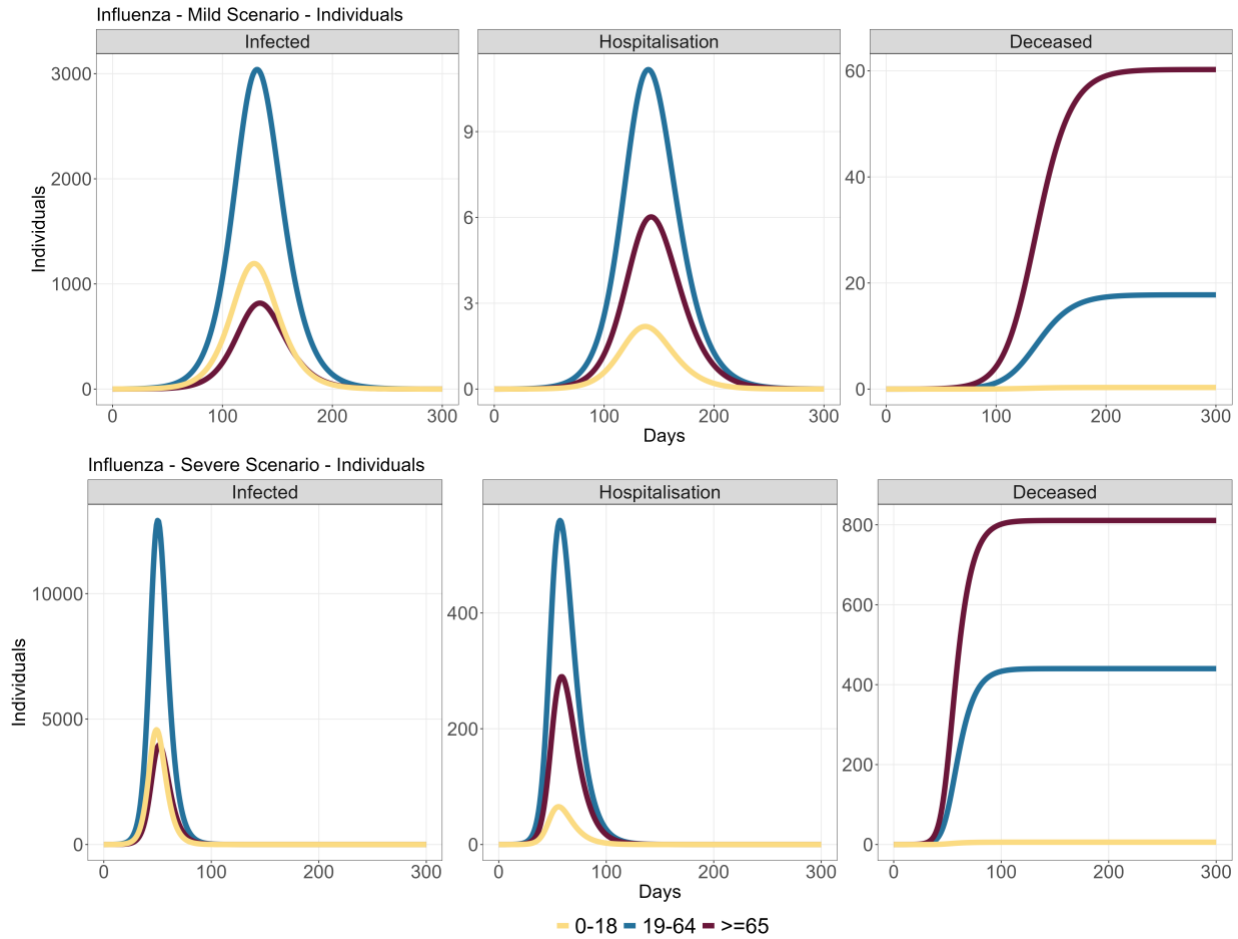 Influenza - Mild Scenario - Individuals
Infected Hospitalisation Deceased
Individuals
3000
2000
1000
0
9
6
3
0
60
40
20
0
0 100 200 300 0 100 200 300 0 100 200 300
Days
Influenza - Severe Scenario - Individuals
Infected Hospitalisation Deceased
Individuals
10000
5000
0
400
200
0
800
600
400
200
0
0 100 200 300 0 100 200 300 0 100 200 300
Days
0-18 19-64 >=65